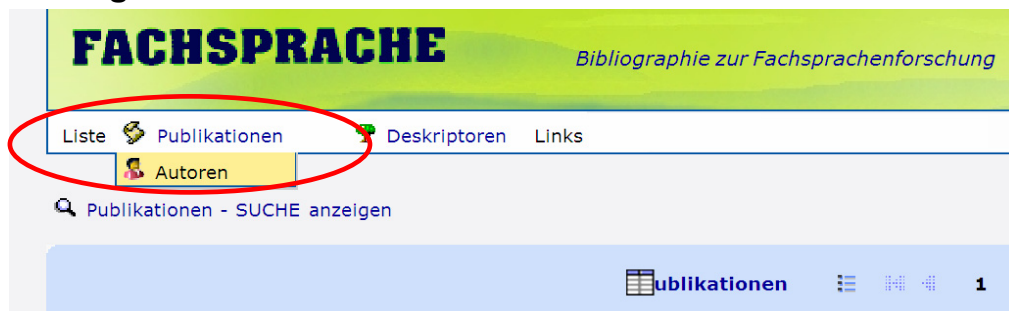 FACHSPRACHE
Bibliographie zur Fachsprachenforschung
Liste Publikationen Deskriptoren Links
Autoren
Publikationen - SUCHE anzeigen
ublikationen 1